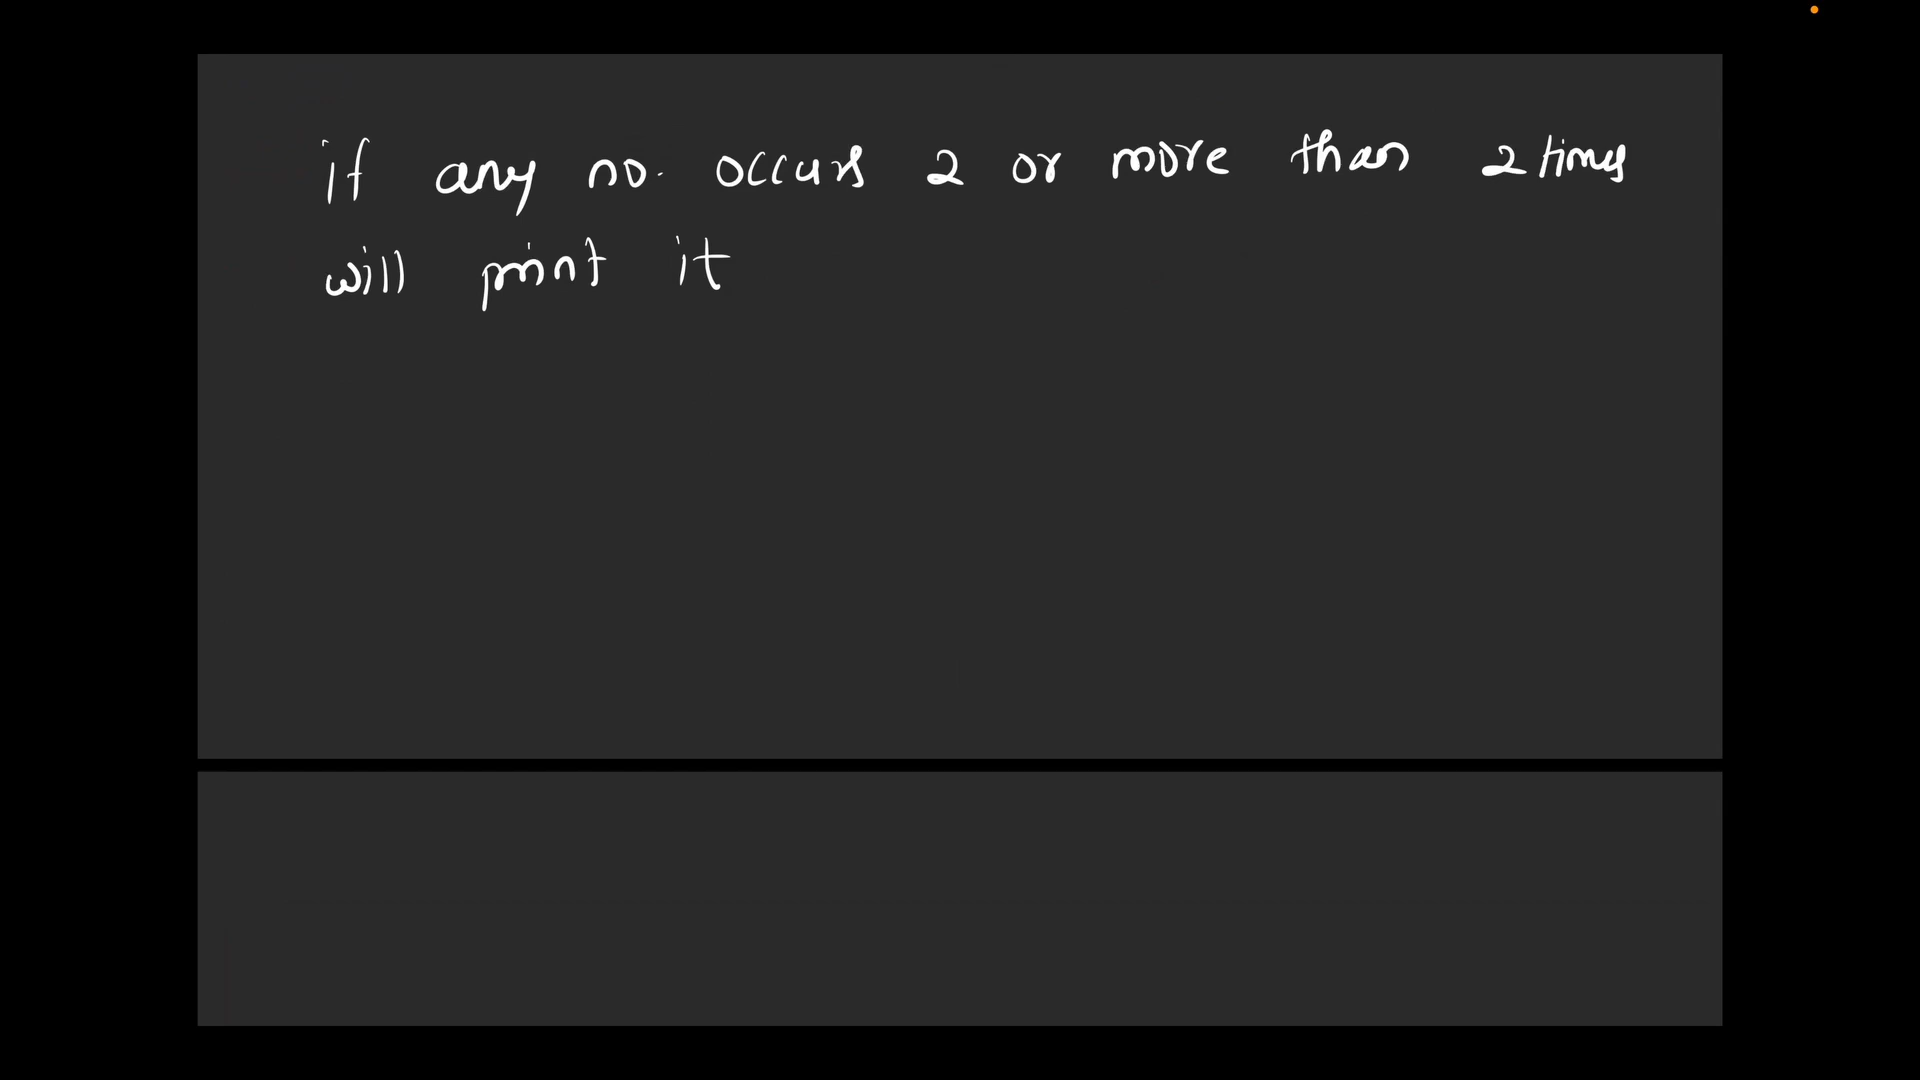 if any no. occurs 2 or more than 2 times
will print it